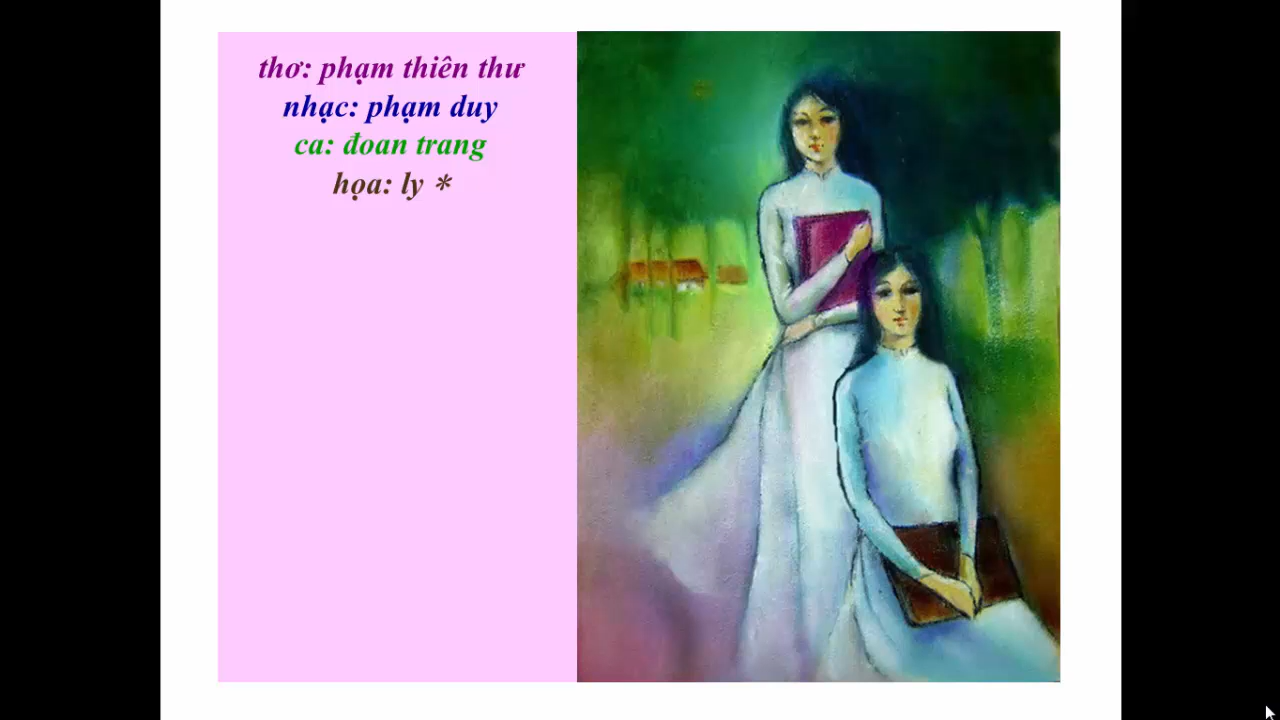 thơ: phạm thiên thư
nhạc: phạm duy
ca: đoan trang
họa: ly *